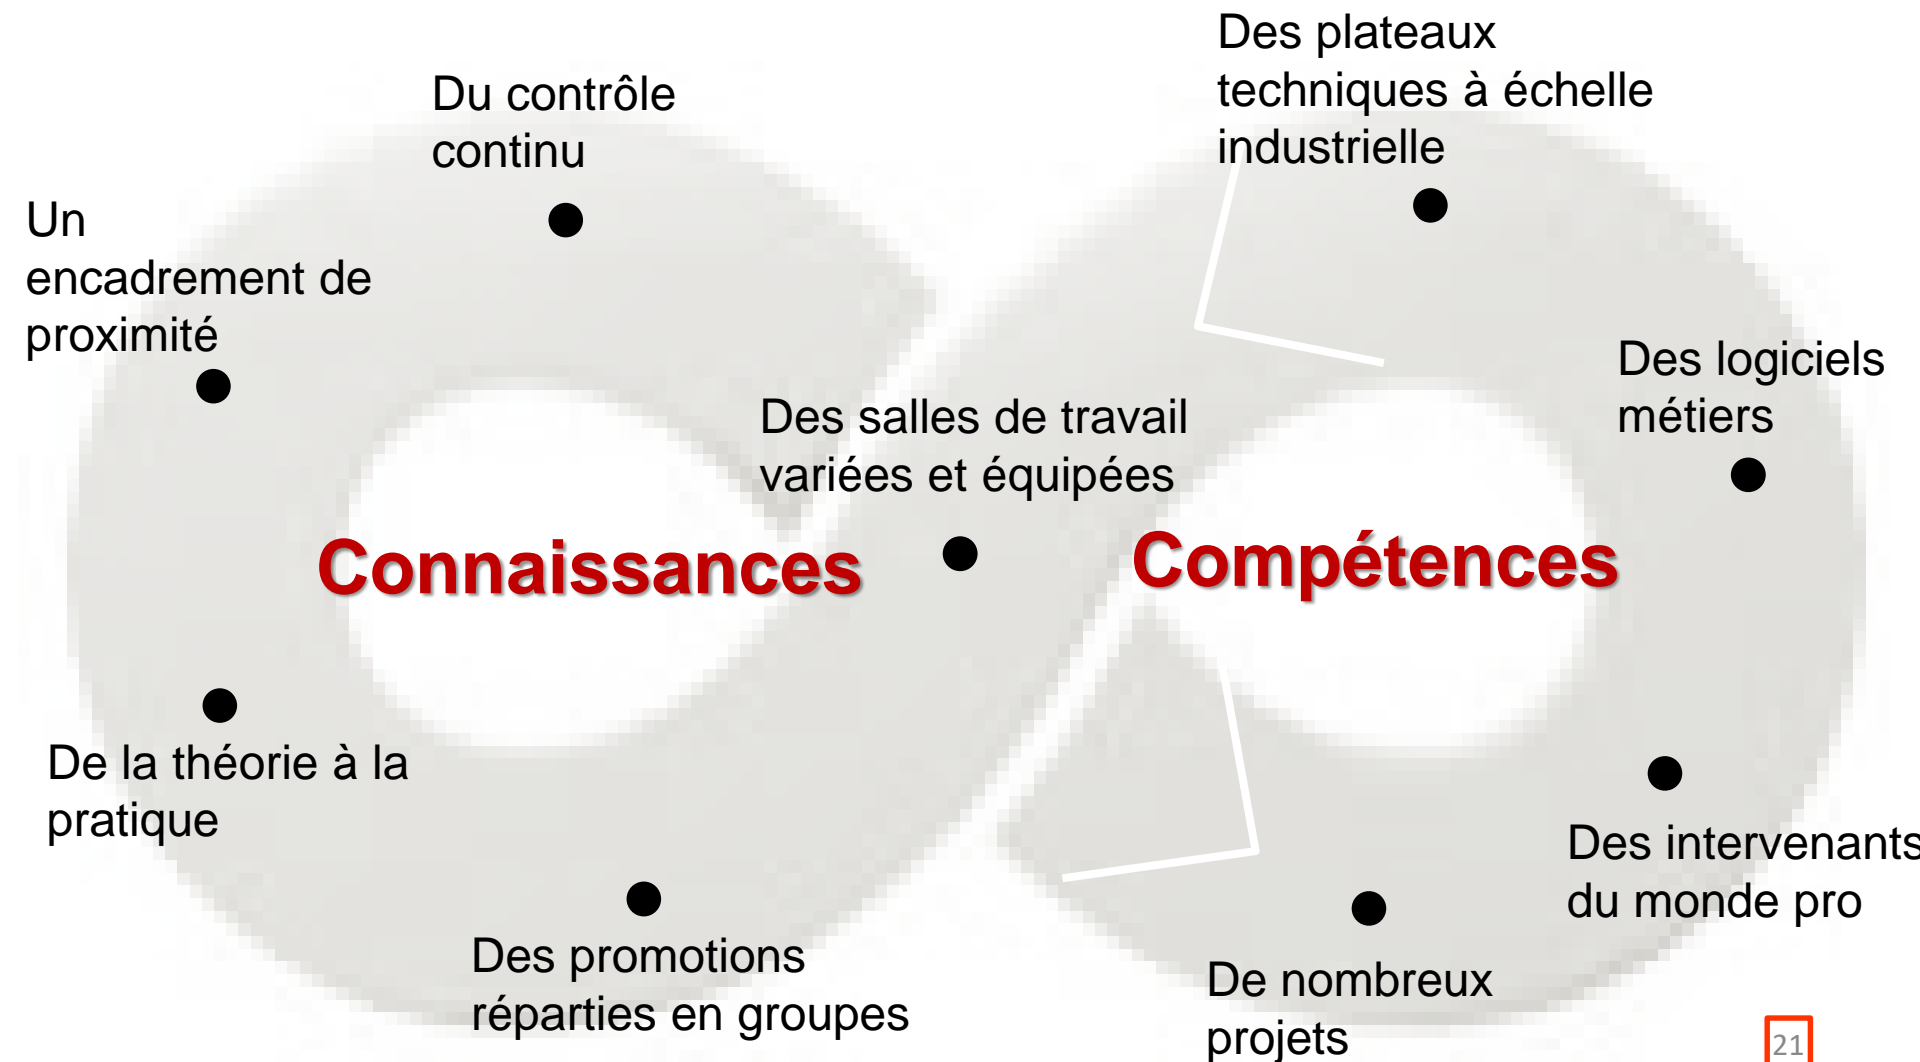 Du contrôle
continu
Des plateaux
techniques à échelle
industrielle
Un
encadrement de
proximité
Des logiciels
métiers
Des salles de travail
variées et équipées
Connaissances
Compétences
De la théorie à la
pratique
Des intervenants
du monde pro
Des promotions
réparties en groupes
De nombreux
projets
21